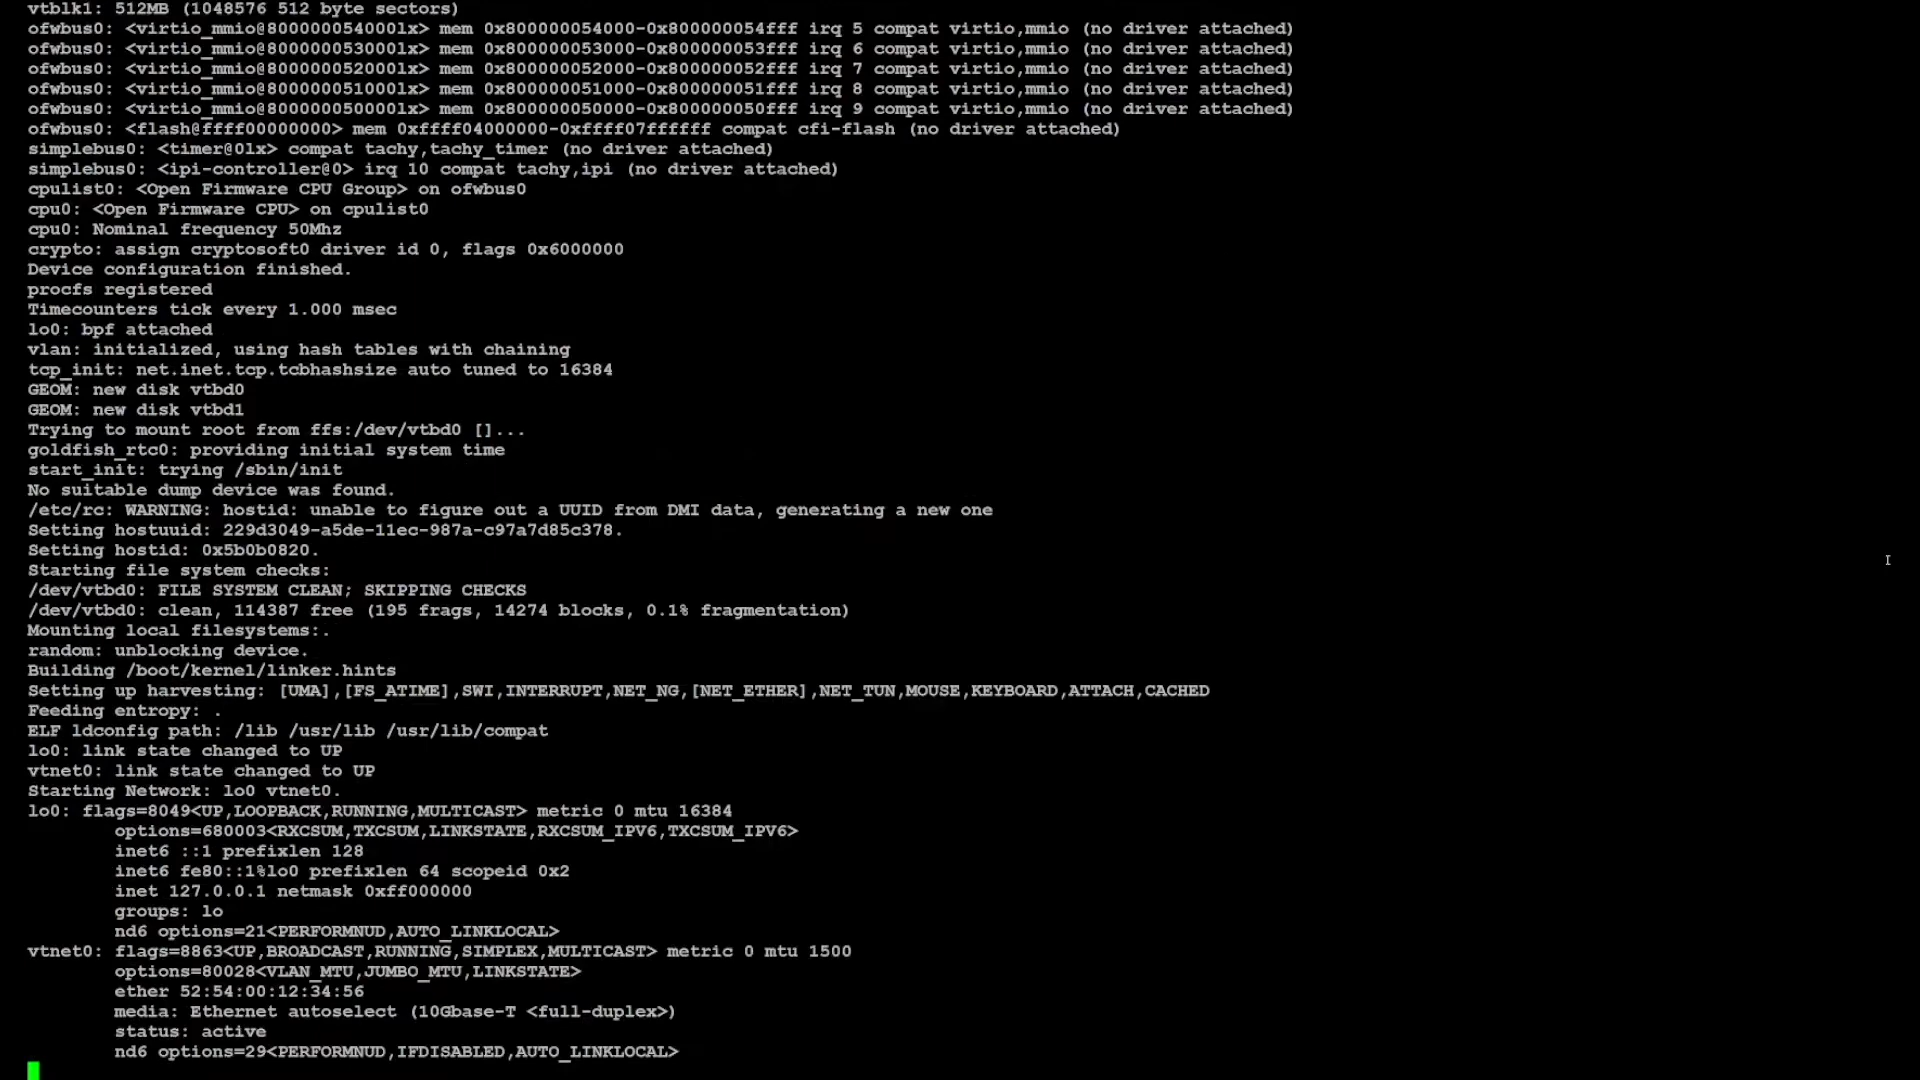 vtblk1: 512MB (1048576 512 byte sectors)
ofwbus0: <virtio_mmio@800000054000lx> mem 0x800000054000-0x800000054fff irq 5 compat virtio,mmio (no driver attached)
ofwbus0: <virtio_mmio@800000053000lx> mem 0x800000053000-0x800000053fff irq 6 compat virtio,mmio (no driver attached)
ofwbus0: <virtio_mmio@800000052000lx> mem 0x800000052000-0x800000052fff irq 7 compat virtio,mmio (no driver attached)
ofwbus0: <virtio_mmio@800000051000lx> mem 0x800000051000-0x800000051fff irq 8 compat virtio,mmio (no driver attached)
ofwbus0: <virtio_mmio@800000050000lx> mem 0x800000050000-0x800000050fff irq 9 compat virtio,mmio (no driver attached)
ofwbus0: <flash@ffff00000000> mem 0xffff04000000-0xffff07ffffff compat cfi-flash (no driver attached)
simplebus0: <timer@0lx> compat tachy,tachy_timer (no driver attached)
simplebus0: <ipi-controller@0> irq 10 compat tachy,ipi (no driver attached)
cpulist0: <Open Firmware CPU Group> on ofwbus0
cpu0: <Open Firmware CPU> on cpulist0
cpu0: Nominal frequency 50Mhz
crypto: assign cryptosoft0 driver id 0, flags 0x6000000
Device configuration finished.
procfs registered
Timecounters tick every 1.000 msec
lo0: bpf attached
vlan: initialized, using hash tables with chaining
tcp_init: net.inet.tcp.tcbhashsize auto tuned to 16384
GEOM: new disk vtbd0
GEOM: new disk vtbd1
Trying to mount root from ffs:/dev/vtbd0 []...
goldfish_rtc0: providing initial system time
start_init: trying /sbin/init
No suitable dump device was found.
/etc/rc: WARNING: hostid: unable to figure out a UUID from DMI data, generating a new one
Setting hostuuid: 229d3049-a5de-11ec-987a-c97a7d85c378.
Setting hostid: 0x5b0b0820.
Starting file system checks:
/dev/vtbd0: FILE SYSTEM CLEAN; SKIPPING CHECKS
/dev/vtbd0: clean, 114387 free (195 frags, 14274 blocks, 0.1% fragmentation)
Mounting local filesystems:.
random: unblocking device.
Building /boot/kernel/linker.hints
Setting up harvesting: [UMA],[FS_ATIME],SWI,INTERRUPT,NET_NG,[NET_ETHER],NET_TUN,MOUSE,KEYBOARD,ATTACH,CACHED
Feeding entropy: .
ELF ldconfig path: /lib /usr/lib /usr/lib/compat
lo0: link state changed to UP
vtnet0: link state changed to UP
Starting Network: lo0 vtnet0.
lo0: flags=8049<UP,LOOPBACK,RUNNING,MULTICAST> metric 0 mtu 16384
options=680003<RXCSUM,TXCSUM,LINKSTATE,RXCSUM_IPV6,TXCSUM_IPV6>
inet6 ::1 prefixlen 128
inet6 fe80::1%lo0 prefixlen 64 scopeid 0x2
inet 127.0.0.1 netmask 0xff000000
groups: lo
nd6 options=21<PERFORMNUD,AUTO_LINKLOCAL>
vtnet0: flags=8863<UP,BROADCAST,RUNNING,SIMPLEX,MULTICAST> metric 0 mtu 1500
options=80028<VLAN_MTU,JUMBO_MTU,LINKSTATE>
ether 52:54:00:12:34:56
media: Ethernet autoselect (10Gbase-T <full-duplex>)
status: active
nd6 options=29<PERFORMNUD,IFDISABLED,AUTO_LINKLOCAL>